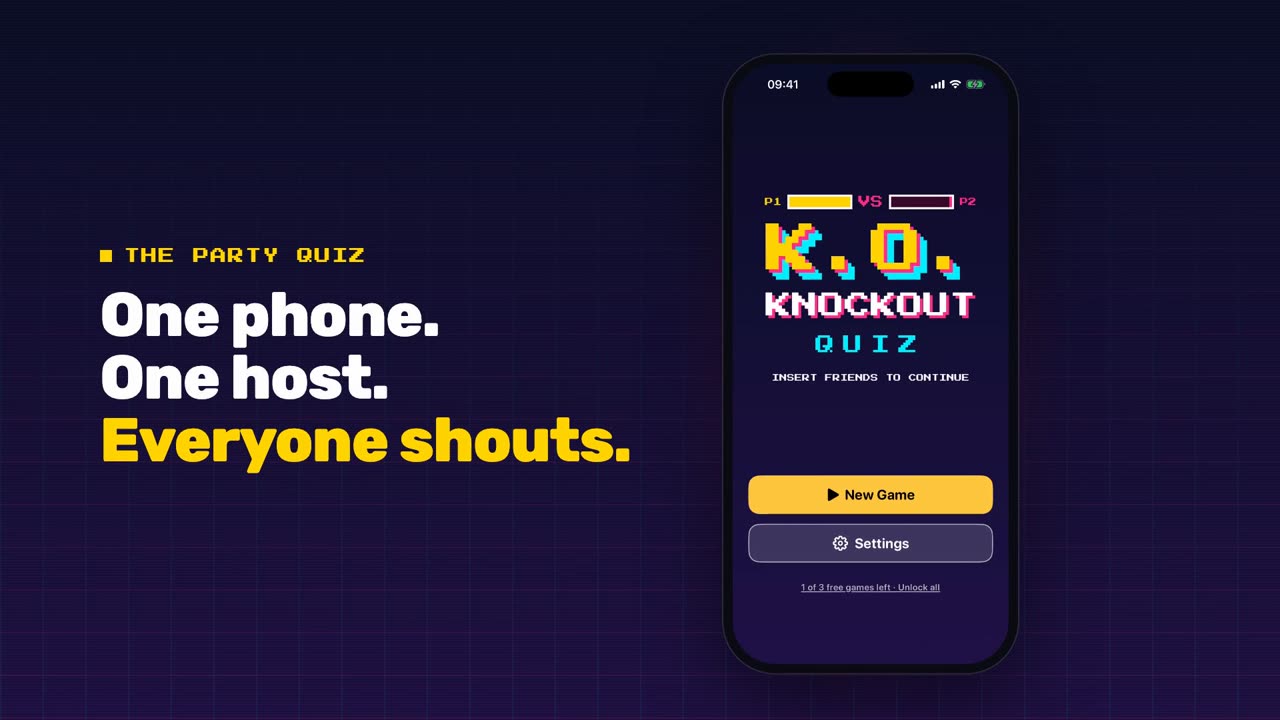 THE PARTY QUIZ
One phone.
One host.
Everyone shouts.
09:41
P1 VS P2
K.O.
KNOCKOUT
QUIZ
INSERT FRIENDS TO CONTINUE
New Game
Settings
1 of 3 free games left · Unlock all